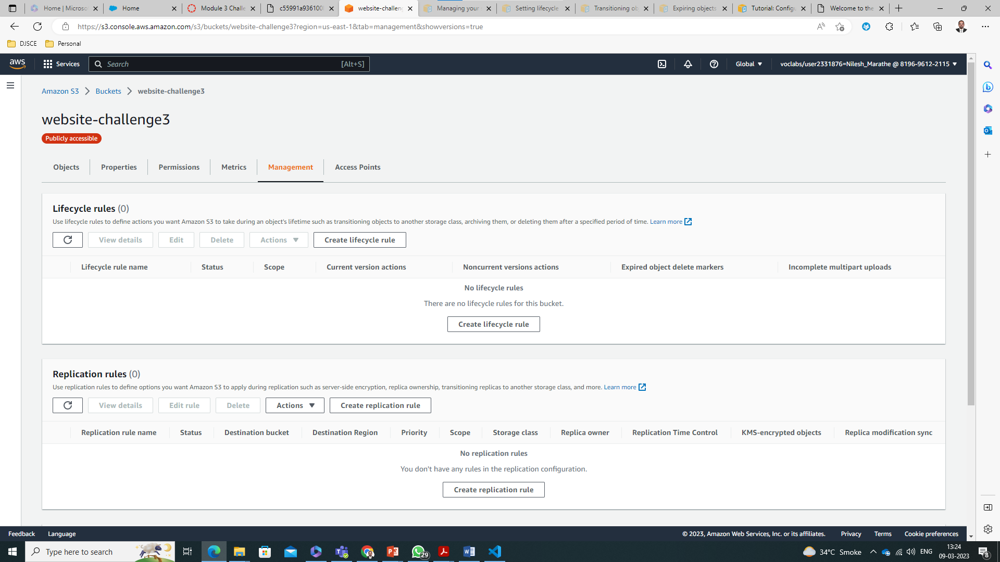 Home | Microso
Home
Module 3 Challe
c55991a936100
website-challeng
Managing your
Setting lifecycle
Transitioning ob
Expiring objects
Tutorial: Configu
Welcome to the
https://s3.console.aws.amazon.com/s3/buckets/website-challenge3?region=us-east-1&tab=management&showversions=true
DJSCE
Personal
aws
Services
Search
[Alt+S]
Global
voclabs/user2331876=Nilesh_Marathe @ 8196-9612-2115
Amazon S3 > Buckets > website-challenge3
website-challenge3
Publicly accessible
Objects
Properties
Permissions
Metrics
Management
Access Points
Lifecycle rules (0)
Use lifecycle rules to define actions you want Amazon S3 to take during an object's lifetime such as transitioning objects to another storage class, archiving them, or deleting them after a specified period of time. Learn more
View details
Edit
Delete
Actions
Create lifecycle rule
Lifecycle rule name
Status
Scope
Current version actions
Noncurrent versions actions
Expired object delete markers
Incomplete multipart uploads
No lifecycle rules
There are no lifecycle rules for this bucket.
Create lifecycle rule
Replication rules (0)
Use replication rules to define options you want Amazon S3 to apply during replication such as server-side encryption, replica ownership, transitioning replicas to another storage class, and more. Learn more
View details
Edit rule
Delete
Actions
Create replication rule
Replication rule name
Status
Destination bucket
Destination Region
Priority
Scope
Storage class
Replica owner
Replication Time Control
KMS-encrypted objects
Replica modification sync
No replication rules
You don't have any rules in the replication configuration.
Create replication rule
Feedback
Language
© 2023, Amazon Web Services, Inc. or its affiliates.
Privacy
Terms
Cookie preferences
Type here to search
29
34°C Smoke
ENG
13:24
09-03-2023
8